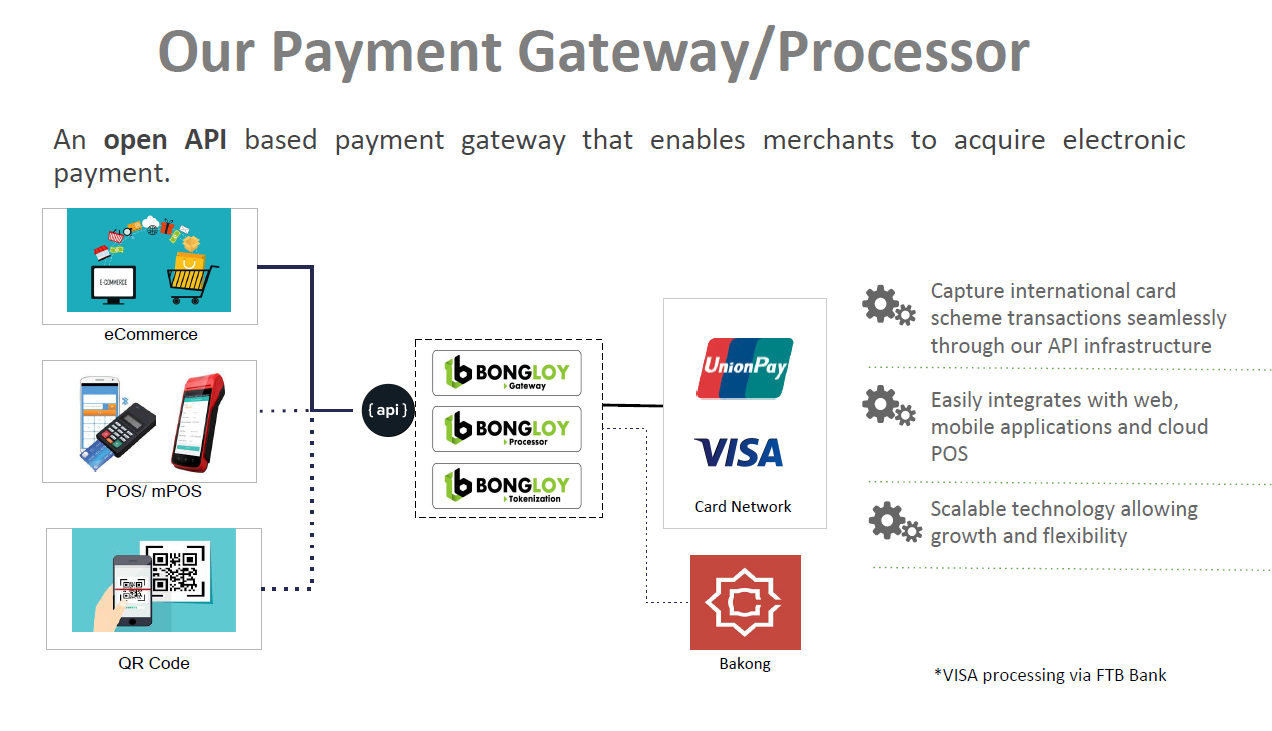 Our Payment Gateway/Processor
An open API based payment gateway that enables merchants to acquire electronic
payment.
E-COMMERCE
eCommerce
POS/ mPOS
QR Code
{ api }
BONGLOY
Gateway
BONGLOY
Processor
BONGLOY
Tokenization
UnionPay
VISA
Card Network
Bakong
Capture international card
scheme transactions seamlessly
through our API infrastructure
Easily integrates with web,
mobile applications and cloud
POS
Scalable technology allowing
growth and flexibility
*VISA processing via FTB Bank